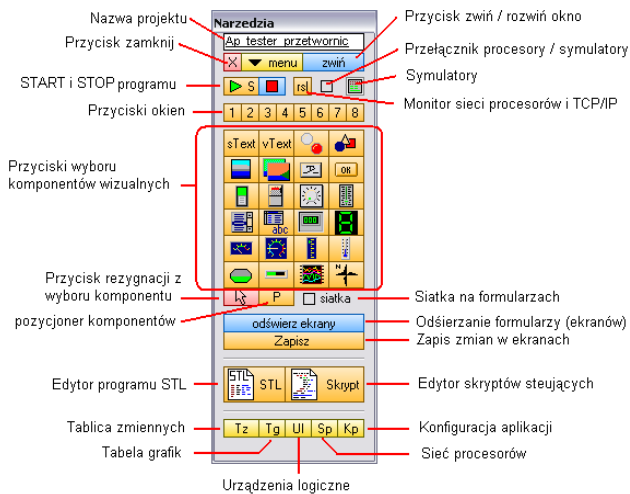 Nazwa projektu
Narzedzia
Przycisk zwiń / rozwiń okno
Ap_tester_przetwornic
Przycisk zamknij
menu
zwiń
Przełącznik procesory / symulatory
START i STOP programu
S
rsl
Symulatory
Monitor sieci procesorów i TCP/IP
Przyciski okien
1 2 3 4 5 6 7 8
sText vText
Przyciski wyboru
komponentów wizualnych
OK
abc
N
Przycisk rezygnacji z
wyboru komponentu
P
siatka
Siatka na formularzach
pozycjoner komponentów
odświerz ekrany
Odśierzanie formularzy (ekranów)
Zapisz
Zapis zmian w ekranach
Edytor programu STL
STL
STL
Skrypt
Edytor skryptów steujących
Tablica zmiennych
Tz Tg Ul Sp Kp
Konfiguracja aplikacji
Tabela grafik
Sieć procesorów
Urządzenia logiczne